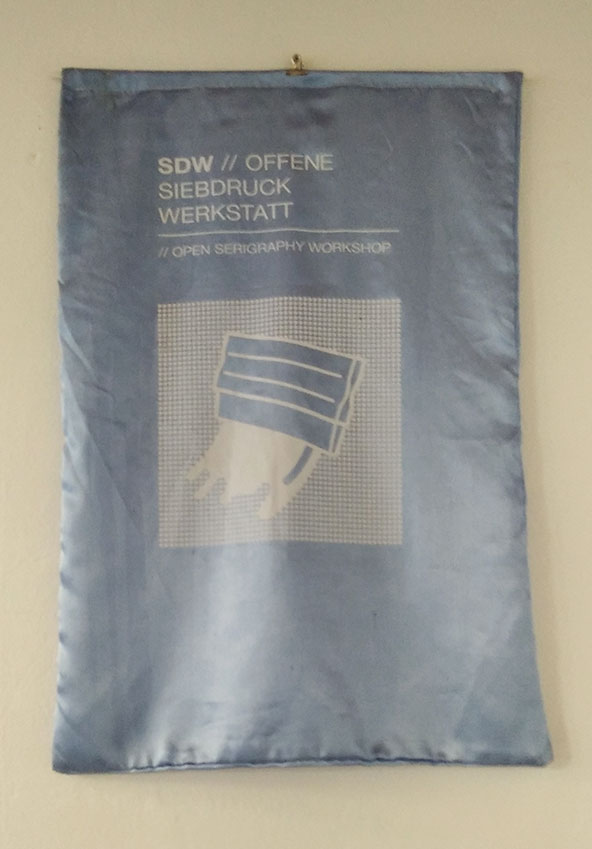 SDW // OFFENE
SIEBDRUCK
WERKSTATT
// OPEN SERIGRAPHY WORKSHOP